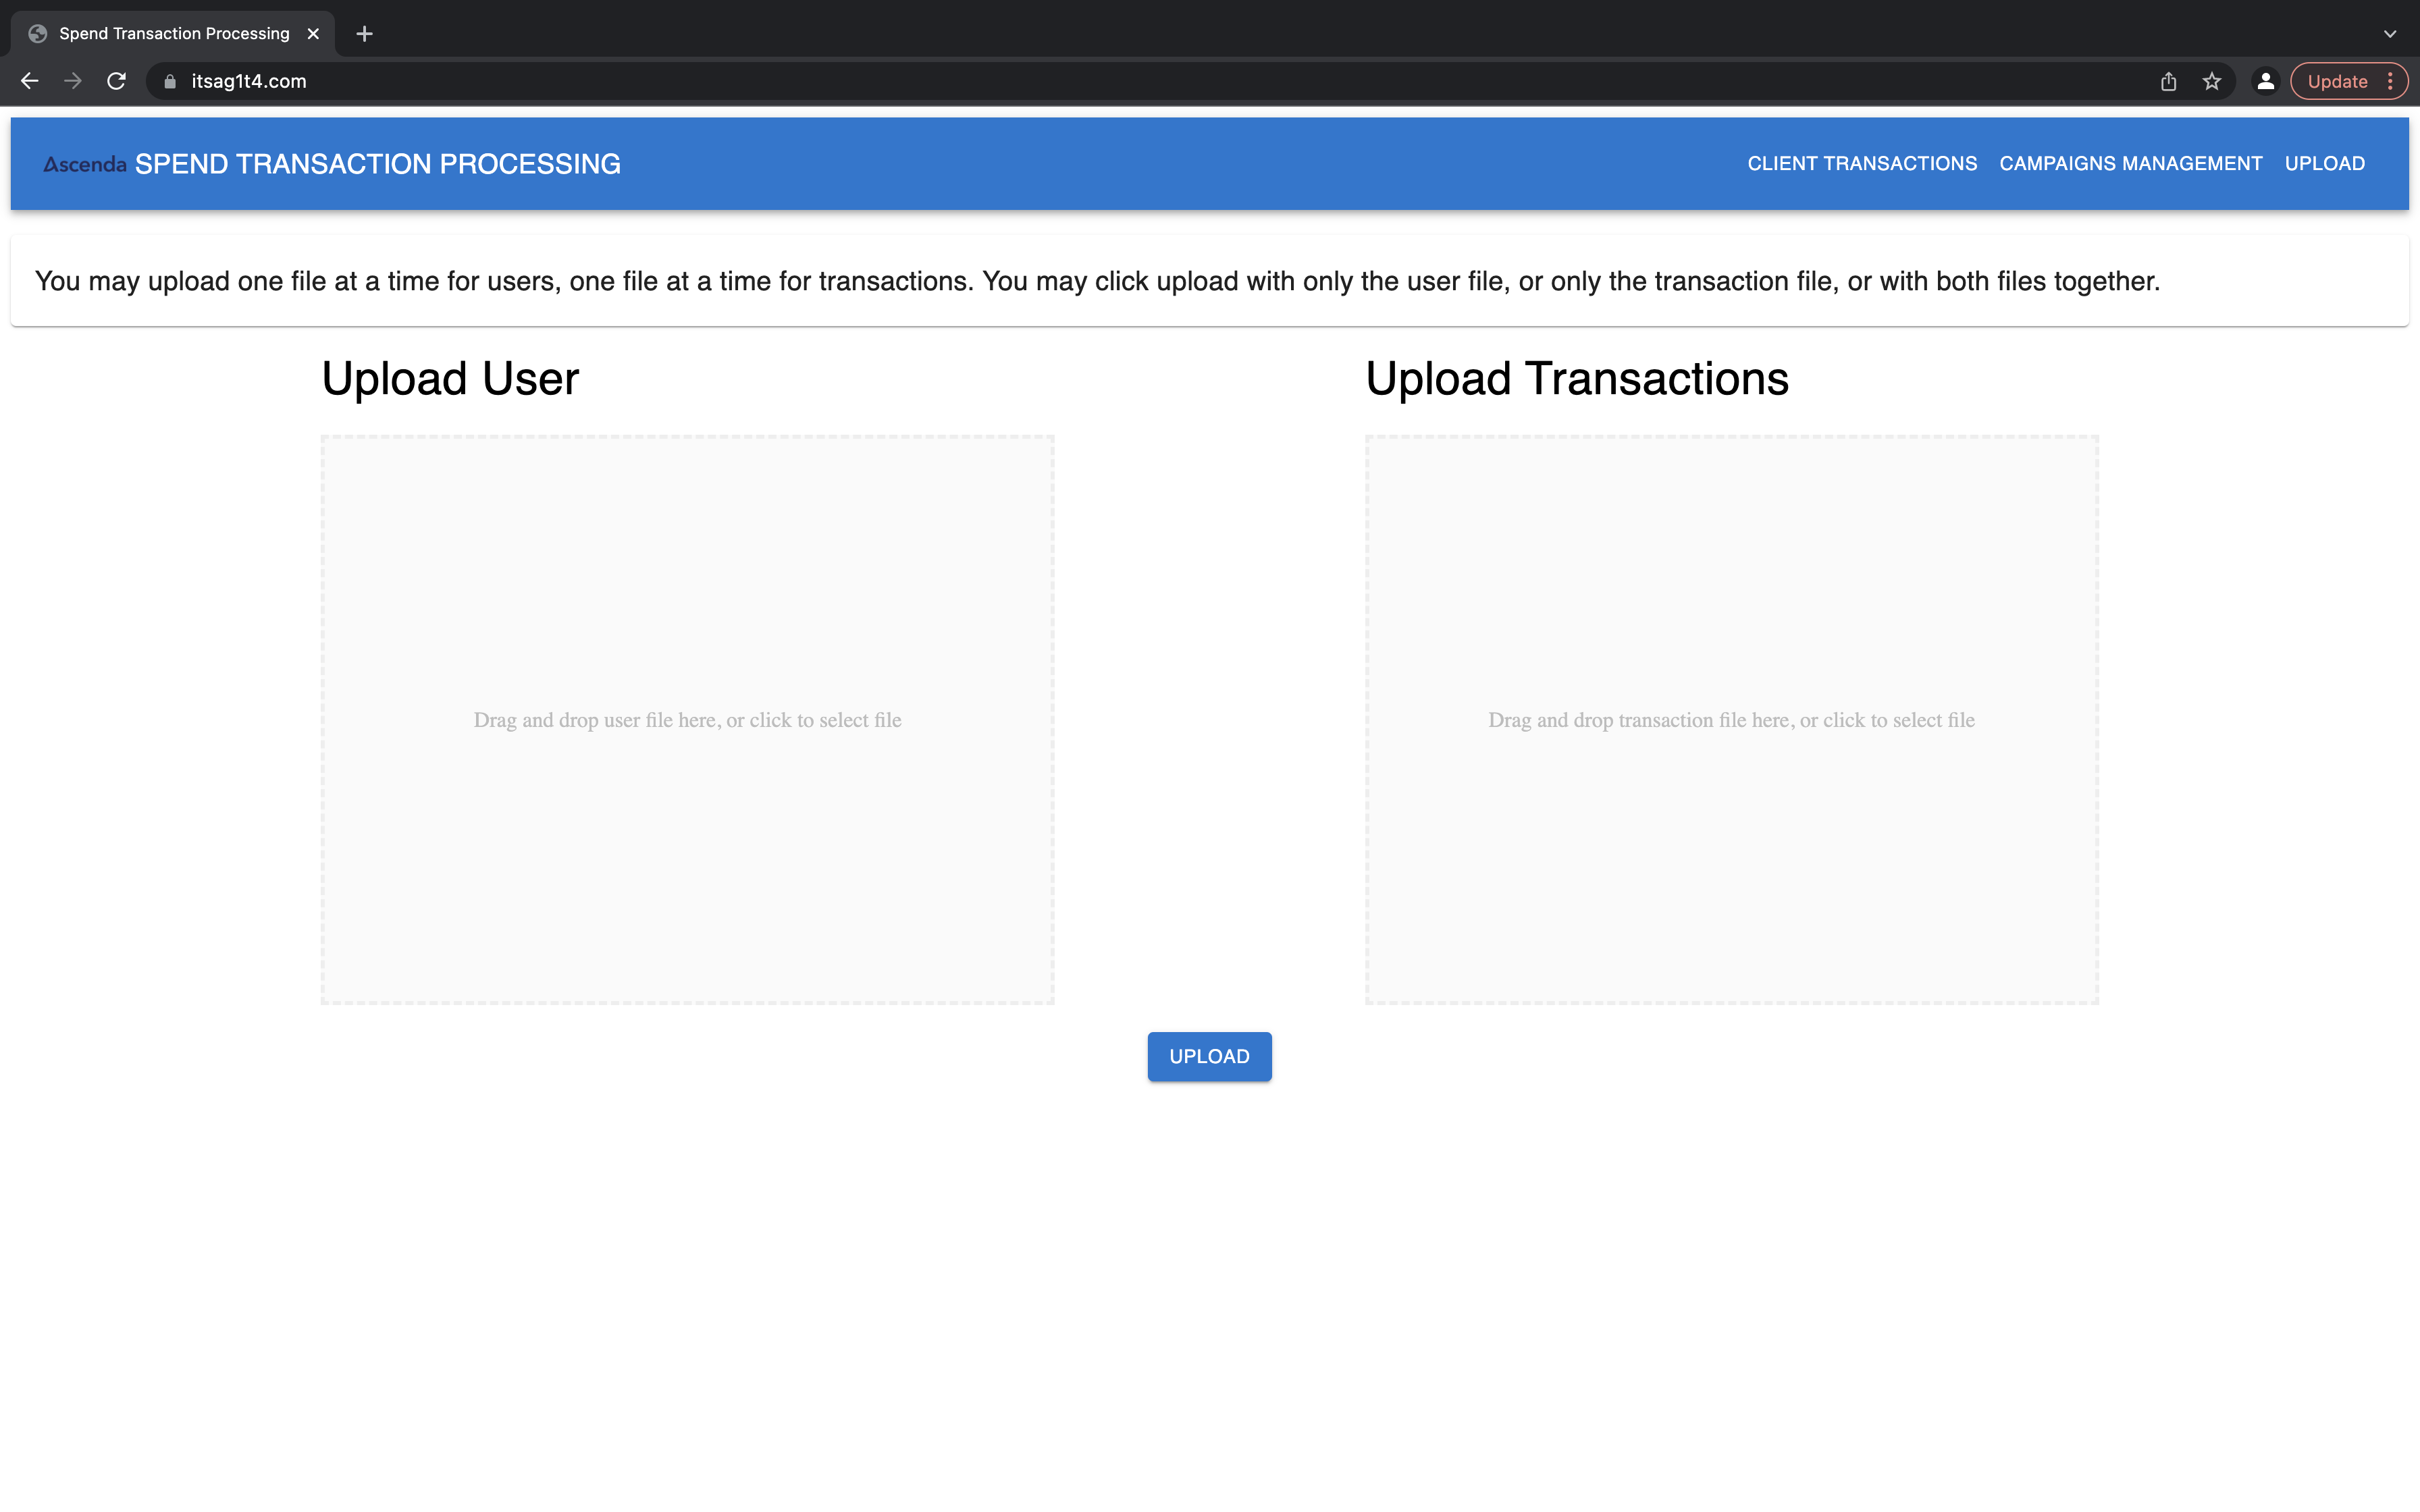 Spend Transaction Processing
itsag1t4.com
Update
Ascenda SPEND TRANSACTION PROCESSING
CLIENT TRANSACTIONS
CAMPAIGNS MANAGEMENT
UPLOAD
You may upload one file at a time for users, one file at a time for transactions. You may click upload with only the user file, or only the transaction file, or with both files together.
Upload User
Upload Transactions
Drag and drop user file here, or click to select file
Drag and drop transaction file here, or click to select file
UPLOAD